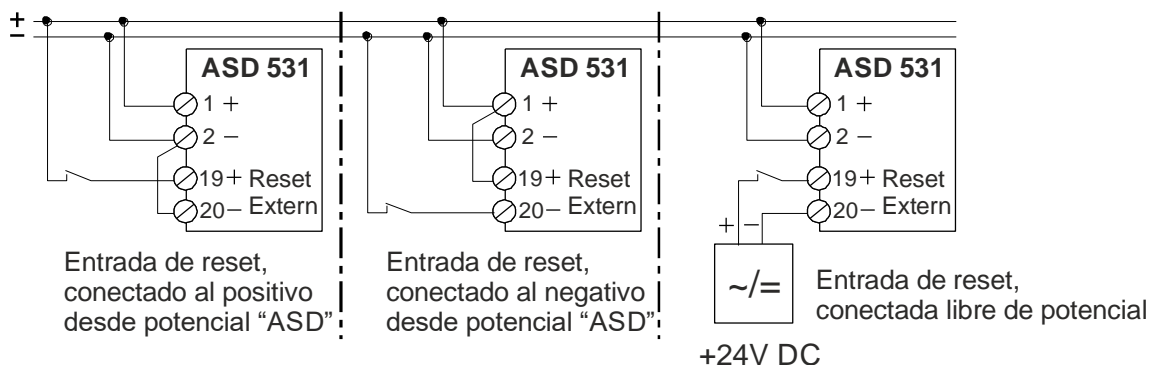 ±
ASD 531
1 +
2 –
19+ Reset
20– Extern
Entrada de reset,
conectado al positivo
desde potencial “ASD”
ASD 531
1 +
2 –
19+ Reset
20– Extern
Entrada de reset,
conectado al negativo
desde potencial “ASD”
ASD 531
1 +
2 –
19+ Reset
20– Extern
+ –
~/=
+24V DC
Entrada de reset,
conectada libre de potencial